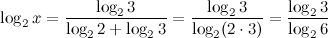 log₂ x = log₂ 3 / (log₂ 2 + log₂ 3) = log₂ 3 / log₂(2 · 3) = log₂ 3 / log₂ 6